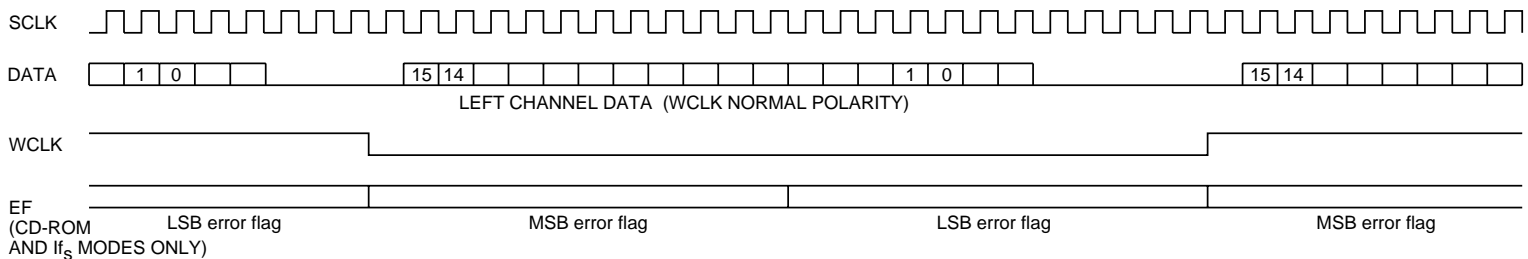 SCLK
DATA 1 0 15 14 1 0 15 14
LEFT CHANNEL DATA (WCLK NORMAL POLARITY)
WCLK
EF
(CD-ROM
AND Ifs MODES ONLY)
LSB error flag MSB error flag LSB error flag MSB error flag